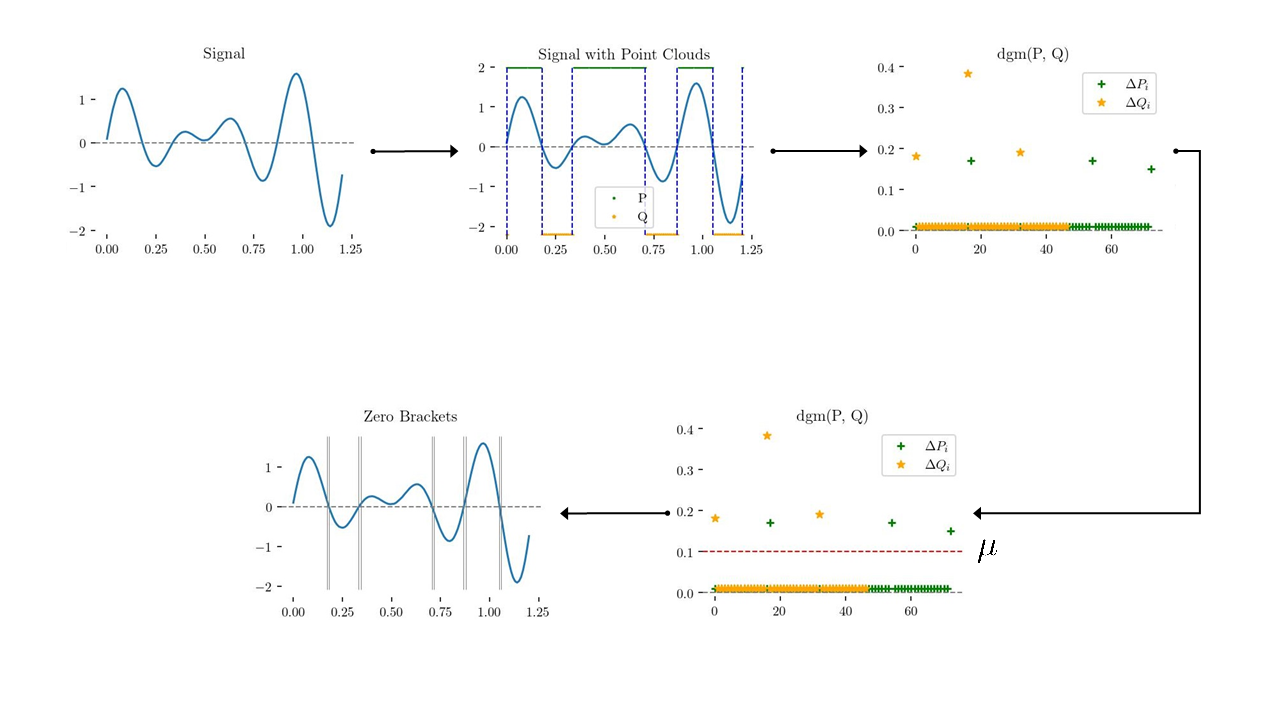 Signal
1
0
−1
−2
0.00 0.25 0.50 0.75 1.00 1.25
Signal with Point Clouds
2
1
0
−1
−2
P
Q
0.00 0.25 0.50 0.75 1.00 1.25
dgm(P, Q)
0.4
0.3
0.2
0.1
0.0
ΔP_i
ΔQ_i
0 20 40 60
Zero Brackets
1
0
−1
−2
0.00 0.25 0.50 0.75 1.00 1.25
dgm(P, Q)
0.4
0.3
0.2
0.1
0.0
ΔP_i
ΔQ_i
μ
0 20 40 60